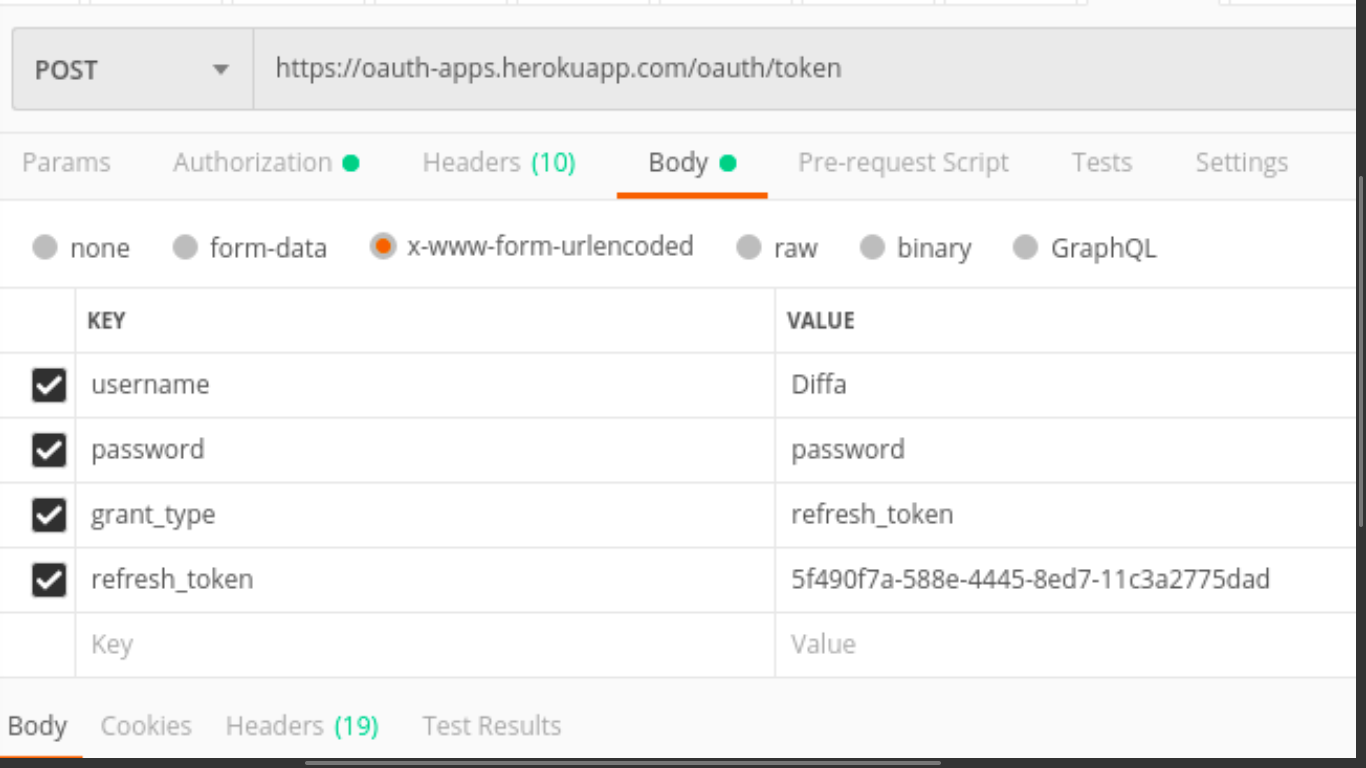 POST https://oauth-apps.herokuapp.com/oauth/token
Params Authorization Headers (10) Body Pre-request Script Tests Settings
none form-data x-www-form-urlencoded raw binary GraphQL
KEY VALUE
username Diffa
password password
grant_type refresh_token
refresh_token 5f490f7a-588e-4445-8ed7-11c3a2775dad
Key Value
Body Cookies Headers (19) Test Results